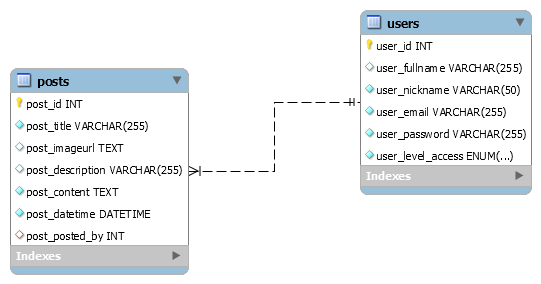 users
user_id INT
user_fullname VARCHAR(255)
user_nickname VARCHAR(50)
user_email VARCHAR(255)
user_password VARCHAR(255)
user_level_access ENUM(...)
Indexes
posts
post_id INT
post_title VARCHAR(255)
post_imageurl TEXT
post_description VARCHAR(255)
post_content TEXT
post_datetime DATETIME
post_posted_by INT
Indexes